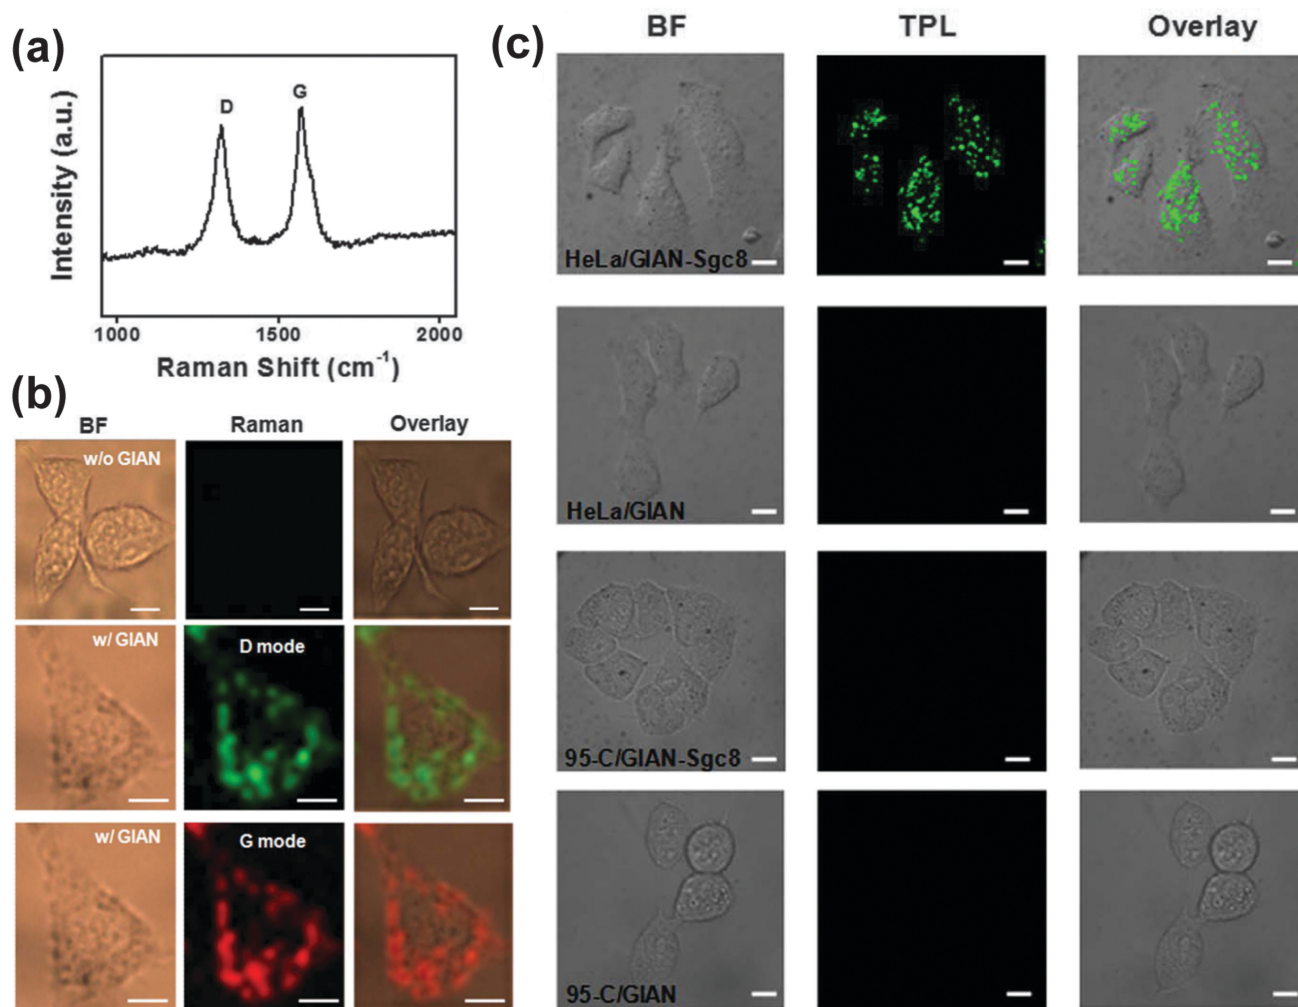 (a)
Intensity (a.u.)
D
G
1000
1500
2000
Raman Shift (cm⁻¹)
(b)
BF
Raman
Overlay
w/o GIAN
w/ GIAN
D mode
w/ GIAN
G mode
(c)
BF
TPL
Overlay
HeLa/GIAN-Sgc8
HeLa/GIAN
95-C/GIAN-Sgc8
95-C/GIAN